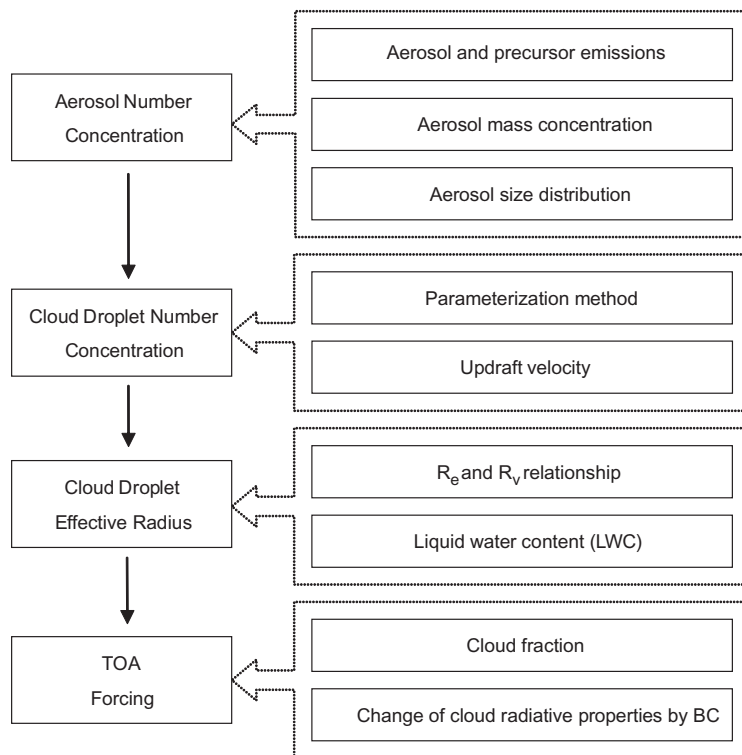 Aerosol Number
Concentration
Aerosol and precursor emissions
Aerosol mass concentration
Aerosol size distribution
Cloud Droplet Number
Concentration
Parameterization method
Updraft velocity
Cloud Droplet
Effective Radius
Re and Rv relationship
Liquid water content (LWC)
TOA
Forcing
Cloud fraction
Change of cloud radiative properties by BC